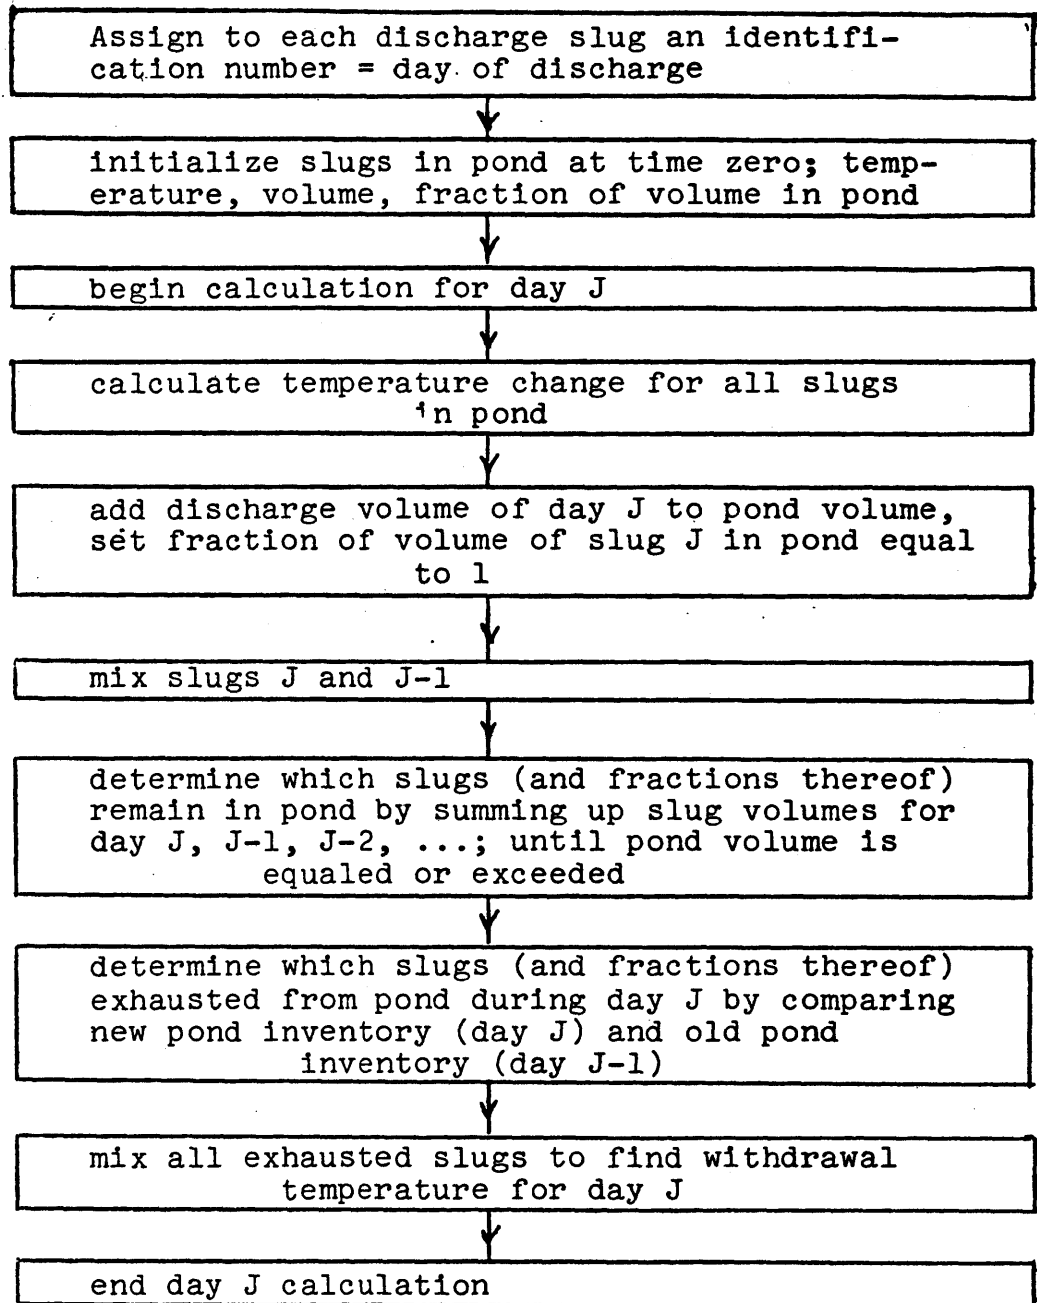 Assign to each discharge slug an identifi-
cation number = day of discharge
initialize slugs in pond at time zero; temp-
erature, volume, fraction of volume in pond
begin calculation for day J
calculate temperature change for all slugs
in pond
add discharge volume of day J to pond volume,
set fraction of volume of slug J in pond equal
to 1
mix slugs J and J-1
determine which slugs (and fractions thereof)
remain in pond by summing up slug volumes for
day J, J-1, J-2, ...; until pond volume is
equaled or exceeded
determine which slugs (and fractions thereof)
exhausted from pond during day J by comparing
new pond inventory (day J) and old pond
inventory (day J-1)
mix all exhausted slugs to find withdrawal
temperature for day J
end day J calculation